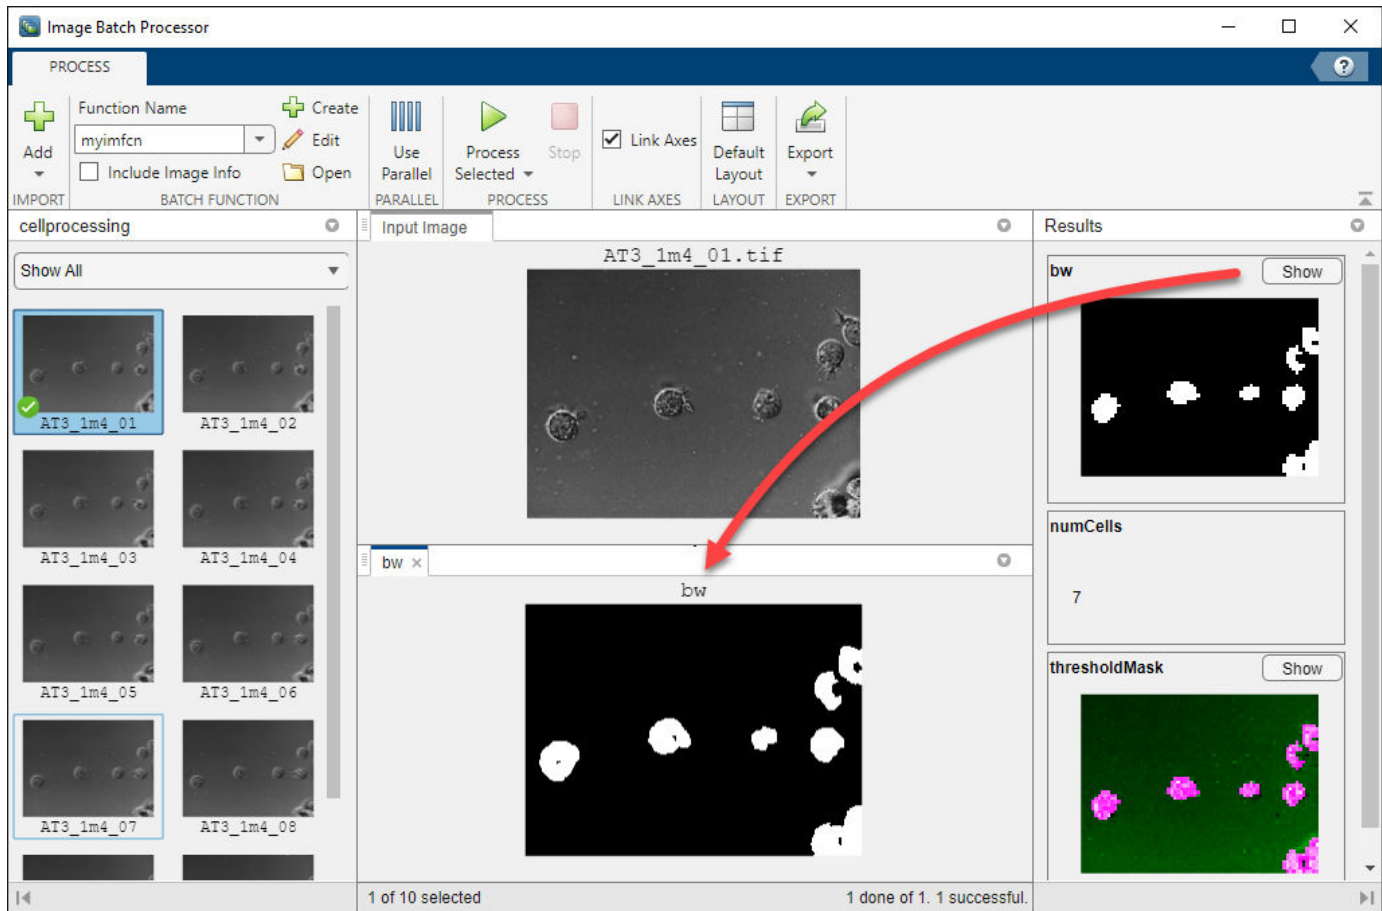 Image Batch Processor
PROCESS
?
Add
Function Name
myimfcn
Include Image Info
Create
Edit
Open
Use
Parallel
Process
Selected
Stop
Link Axes
Default
Layout
Export
IMPORT
BATCH FUNCTION
PARALLEL
PROCESS
LINK AXES
LAYOUT
EXPORT
cellprocessing
Show All
AT3_1m4_01
AT3_1m4_02
AT3_1m4_03
AT3_1m4_04
AT3_1m4_05
AT3_1m4_06
AT3_1m4_07
AT3_1m4_08
Input Image
AT3_1m4_01.tif
bw
bw
1 of 10 selected
1 done of 1. 1 successful.
Results
bw
Show
numCells
7
thresholdMask
Show